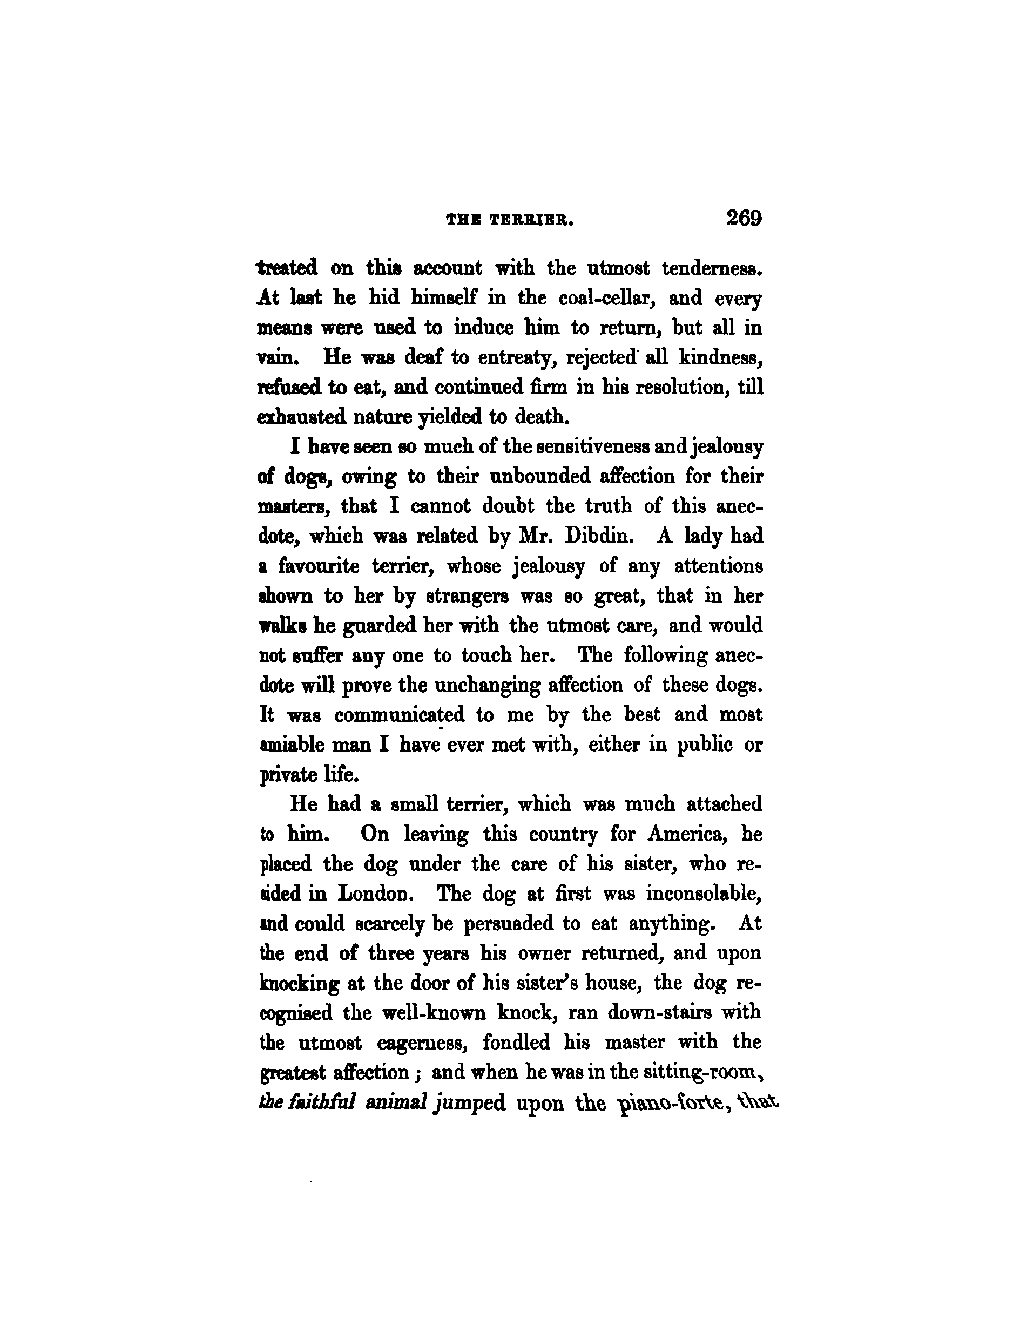 THE TERRIER. 269
treated on this account with the utmost tenderness.
At last he hid himself in the coal-cellar, and every
means were used to induce him to return, but all in
vain. He was deaf to entreaty, rejected all kindness,
refused to eat, and continued firm in his resolution, till
exhausted nature yielded to death.
I have seen so much of the sensitiveness and jealousy
of dogs, owing to their unbounded affection for their
masters, that I cannot doubt the truth of this anec-
dote, which was related by Mr. Dibdin. A lady had
a favourite terrier, whose jealousy of any attentions
shown to her by strangers was so great, that in her
walks he guarded her with the utmost care, and would
not suffer any one to touch her. The following anec-
dote will prove the unchanging affection of these dogs.
It was communicated to me by the best and most
amiable man I have ever met with, either in public or
private life.
He had a small terrier, which was much attached
to him. On leaving this country for America, he
placed the dog under the care of his sister, who re-
sided in London. The dog at first was inconsolable,
and could scarcely be persuaded to eat anything. At
the end of three years his owner returned, and upon
knocking at the door of his sister's house, the dog re-
cognised the well-known knock, ran down-stairs with
the utmost eagerness, fondled his master with the
greatest affection; and when he was in the sitting-room,
the faithful animal jumped upon the piano-forte, that